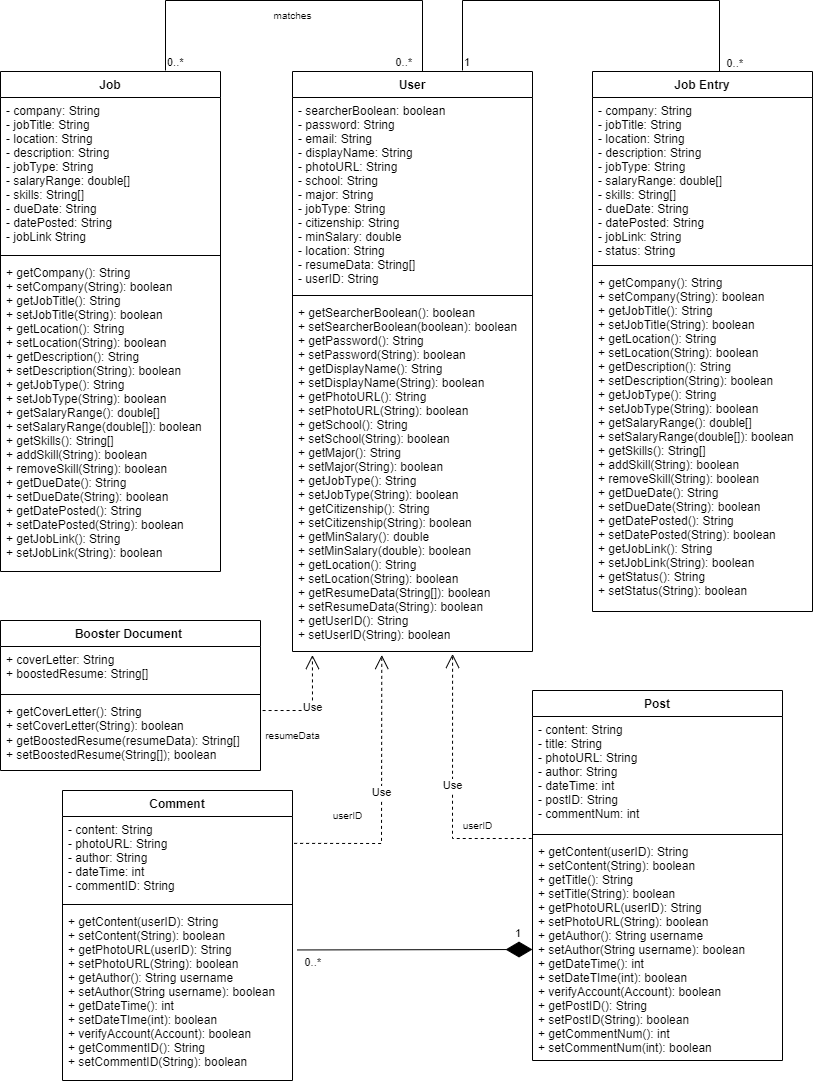 matches
0..*
0..*
1
0..*
Job
- company: String
- jobTitle: String
- location: String
- description: String
- jobType: String
- salaryRange: double[]
- skills: String[]
- dueDate: String
- datePosted: String
- jobLink String
+ getCompany(): String
+ setCompany(String): boolean
+ getJobTitle(): String
+ setJobTitle(String): boolean
+ getLocation(): String
+ setLocation(String): boolean
+ getDescription(): String
+ setDescription(String): boolean
+ getJobType(): String
+ setJobType(String): boolean
+ getSalaryRange(): double[]
+ setSalaryRange(double[]): boolean
+ getSkills(): String[]
+ addSkill(String): boolean
+ removeSkill(String): boolean
+ getDueDate(): String
+ setDueDate(String): boolean
+ getDatePosted(): String
+ setDatePosted(String): boolean
+ getJobLink(): String
+ setJobLink(String): boolean
User
- searcherBoolean: boolean
- password: String
- email: String
- displayName: String
- photoURL: String
- school: String
- major: String
- jobType: String
- citizenship: String
- minSalary: double
- location: String
- resumeData: String[]
- userID: String
+ getSearcherBoolean(): boolean
+ setSearcherBoolean(boolean): boolean
+ getPassword(): String
+ setPassword(String): boolean
+ getDisplayName(): String
+ setDisplayName(String): boolean
+ getPhotoURL(): String
+ setPhotoURL(String): boolean
+ getSchool(): String
+ setSchool(String): boolean
+ getMajor(): String
+ setMajor(String): boolean
+ getJobType(): String
+ setJobType(String): boolean
+ getCitizenship(): String
+ setCitizenship(String): boolean
+ getMinSalary(): double
+ setMinSalary(double): boolean
+ getLocation(): String
+ setLocation(String): boolean
+ getResumeData(String[]): boolean
+ setResumeData(String): boolean
+ getUserID(): String
+ setUserID(String): boolean
Job Entry
- company: String
- jobTitle: String
- location: String
- description: String
- jobType: String
- salaryRange: double[]
- skills: String[]
- dueDate: String
- datePosted: String
- jobLink: String
- status: String
+ getCompany(): String
+ setCompany(String): boolean
+ getJobTitle(): String
+ setJobTitle(String): boolean
+ getLocation(): String
+ setLocation(String): boolean
+ getDescription(): String
+ setDescription(String): boolean
+ getJobType(): String
+ setJobType(String): boolean
+ getSalaryRange(): double[]
+ setSalaryRange(double[]): boolean
+ getSkills(): String[]
+ addSkill(String): boolean
+ removeSkill(String): boolean
+ getDueDate(): String
+ setDueDate(String): boolean
+ getDatePosted(): String
+ setDatePosted(String): boolean
+ getJobLink(): String
+ setJobLink(String): boolean
+ getStatus(): String
+ setStatus(String): boolean
Booster Document
+ coverLetter: String
+ boostedResume: String[]
+ getCoverLetter(): String
+ setCoverLetter(String): boolean
+ getBoostedResume(resumeData): String[]
+ setBoostedResume(String[]); boolean
Use
resumeData
Use
userID
Use
userID
Comment
- content: String
- photoURL: String
- author: String
- dateTime: int
- commentID: String
+ getContent(userID): String
+ setContent(String): boolean
+ getPhotoURL(userID): String
+ setPhotoURL(String): boolean
+ getAuthor(): String username
+ setAuthor(String username): boolean
+ getDateTime(): int
+ setDateTIme(int): boolean
+ verifyAccount(Account): boolean
+ getCommentID(): String
+ setCommentID(String): boolean
0..*
1
Post
- content: String
- title: String
- photoURL: String
- author: String
- dateTime: int
- postID: String
- commentNum: int
+ getContent(userID): String
+ setContent(String): boolean
+ getTitle(): String
+ setTitle(String): boolean
+ getPhotoURL(userID): String
+ setPhotoURL(String): boolean
+ getAuthor(): String username
+ setAuthor(String username): boolean
+ getDateTime(): int
+ setDateTIme(int): boolean
+ verifyAccount(Account): boolean
+ getPostID(): String
+ setPostID(String): boolean
+ getCommentNum(): int
+ setCommentNum(int): boolean